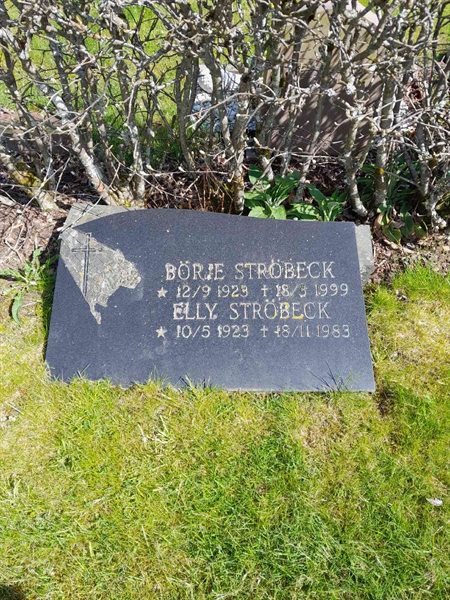 BÖRJE STRÖBECK
★ 12/9 1923 ✝ 18/3 1999
ELLY STRÖBECK
★ 10/5 1923 ✝ 18/11 1983